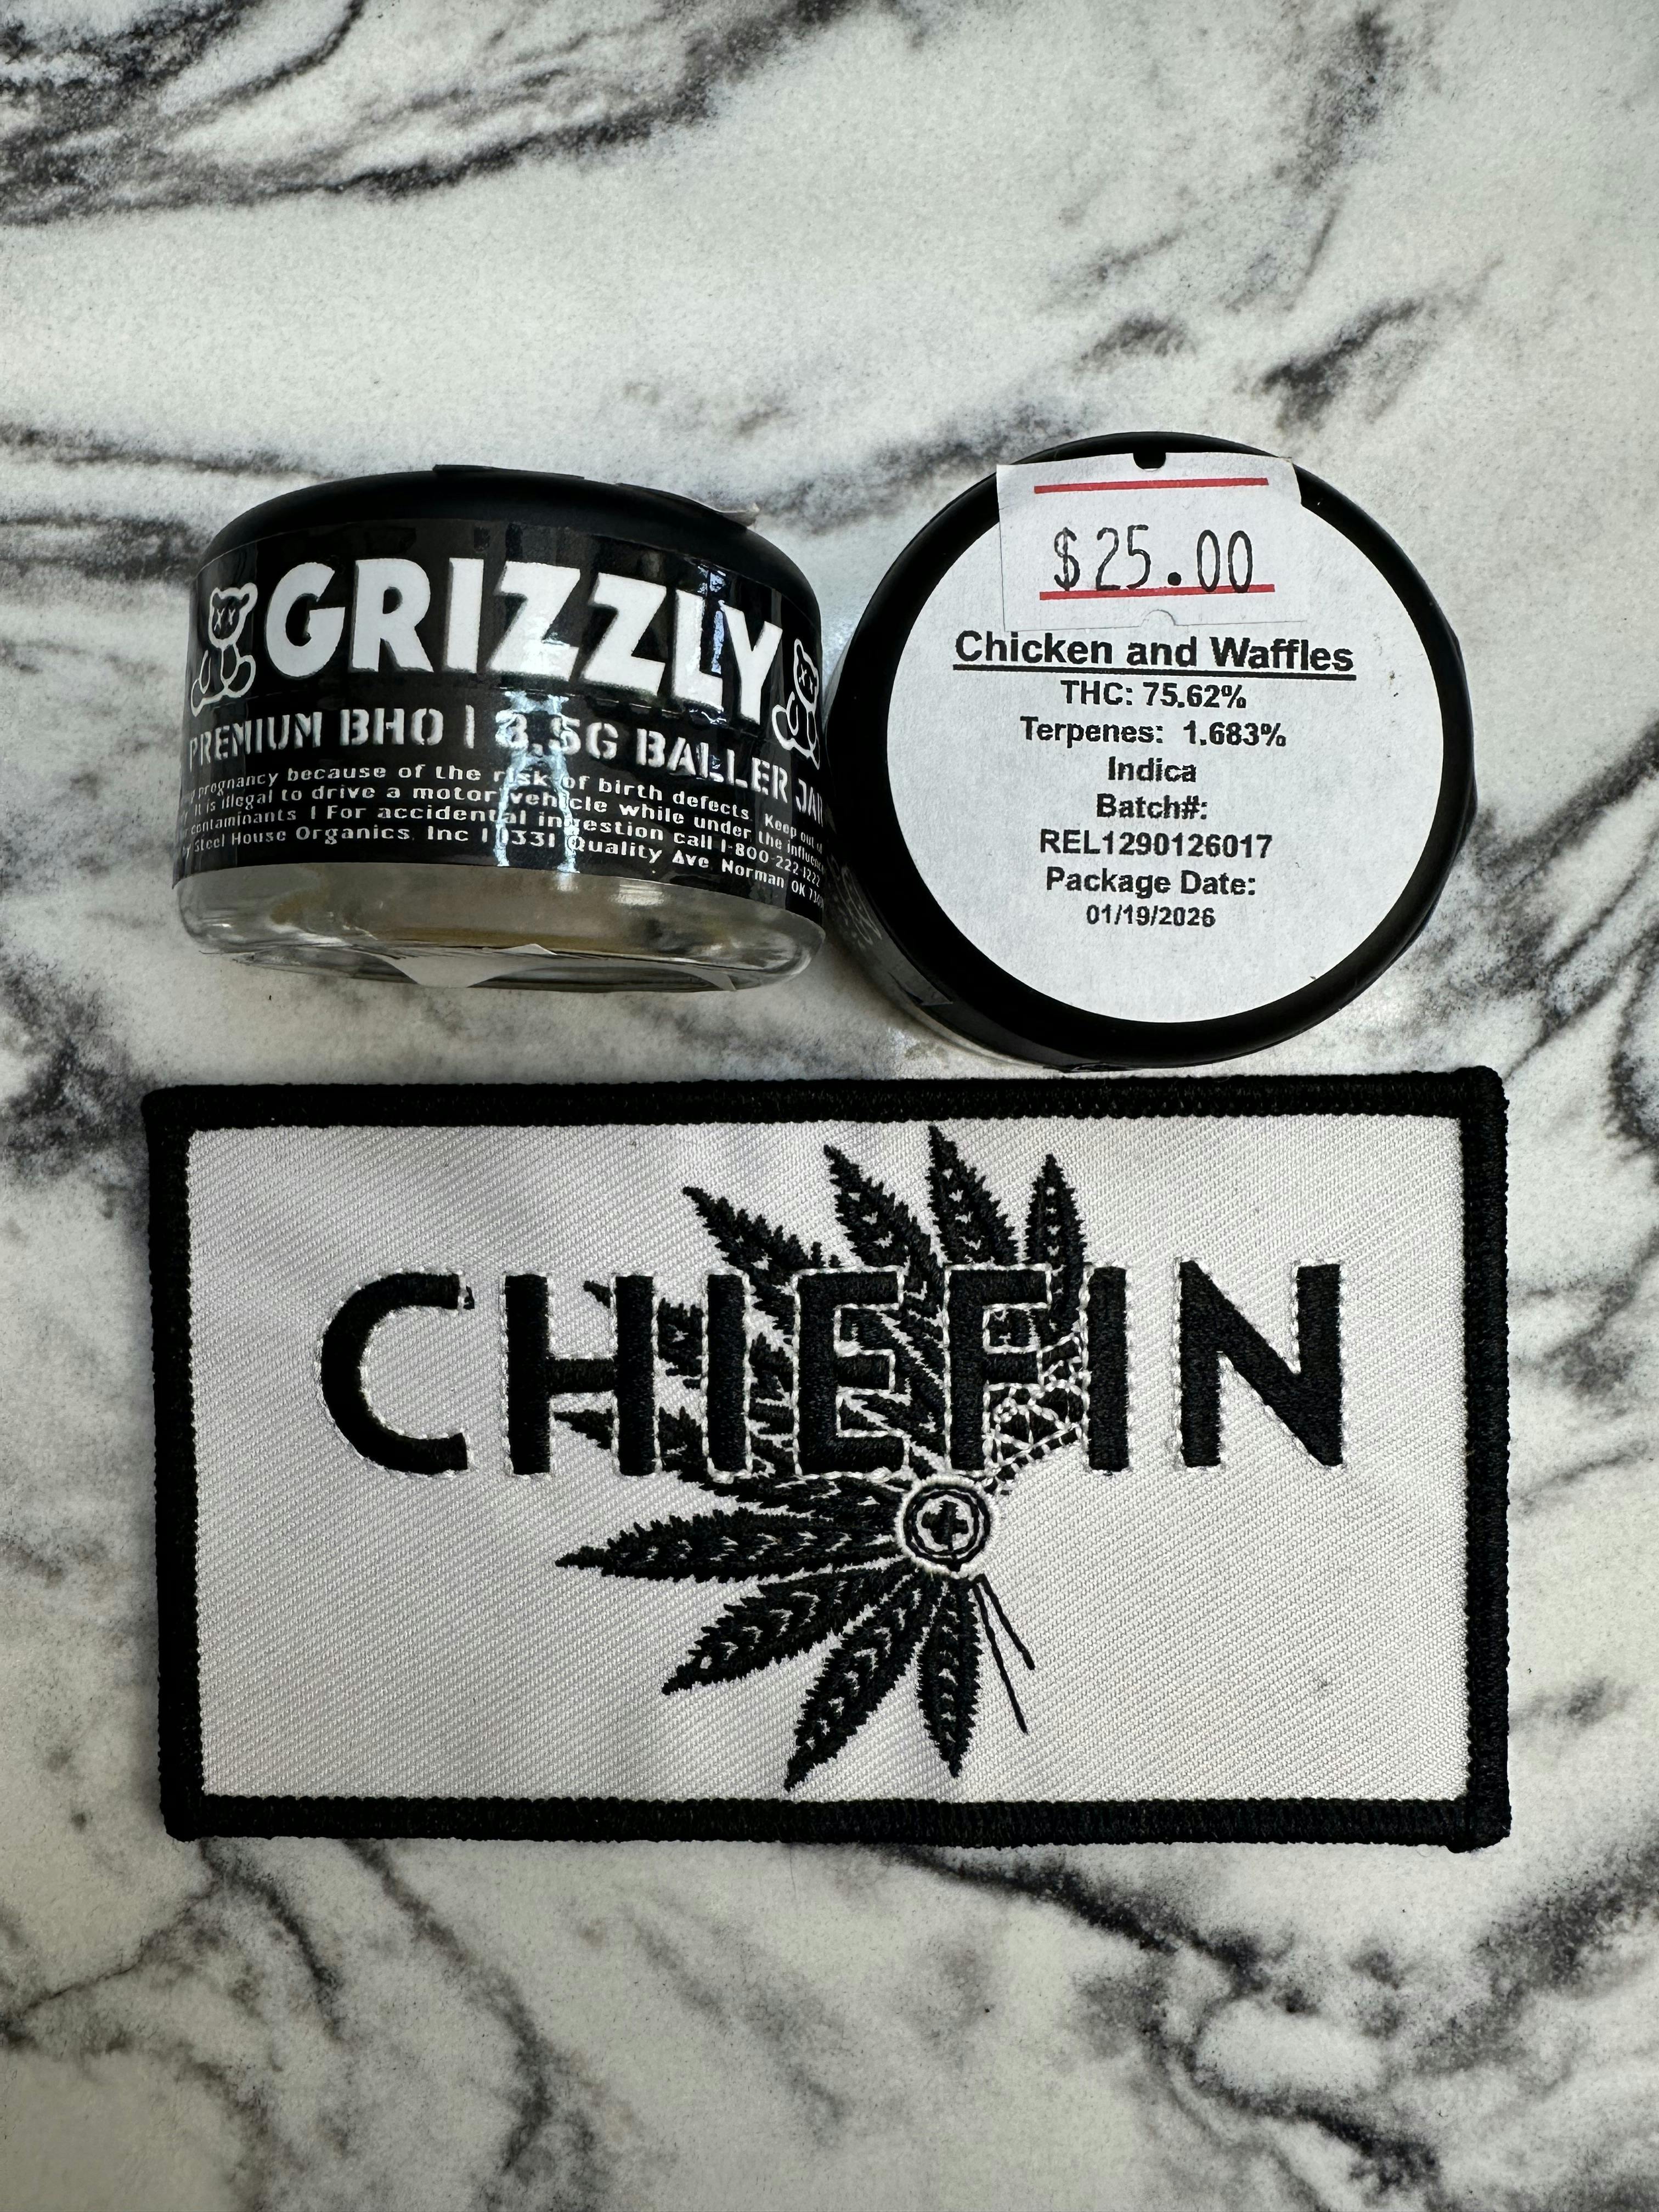 GRIZZLY
PREMIUM BHO | 3.5G BALLER JAR
pregnancy because of the risk of birth defects. Keep out of
It is illegal to drive a motor vehicle while under the influence
contaminants | For accidental ingestion call 1-800-222-1222
by Steel House Organics, Inc | 1331 Quality Ave Norman OK
$25.00
Chicken and Waffles
THC: 75.62%
Terpenes: 1.683%
Indica
Batch#:
REL1290126017
Package Date:
01/19/2026
CHIEFIN